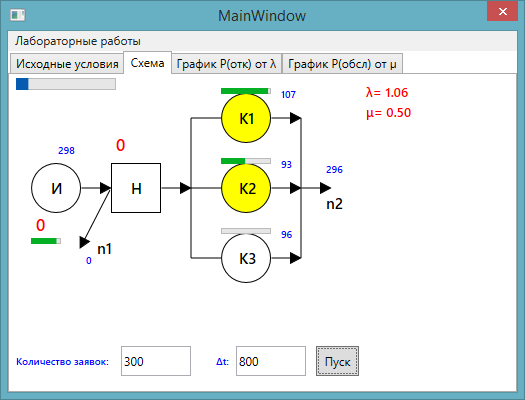 MainWindow
Лабораторные работы
Исходные условия
Схема
График P(отк) от λ
График P(обсл) от μ
λ= 1.06
μ= 0.50
107
К1
298
0
И
Н
93
К2
296
n2
0
n1
0
96
К3
Количество заявок:
300
Δt:
800
Пуск